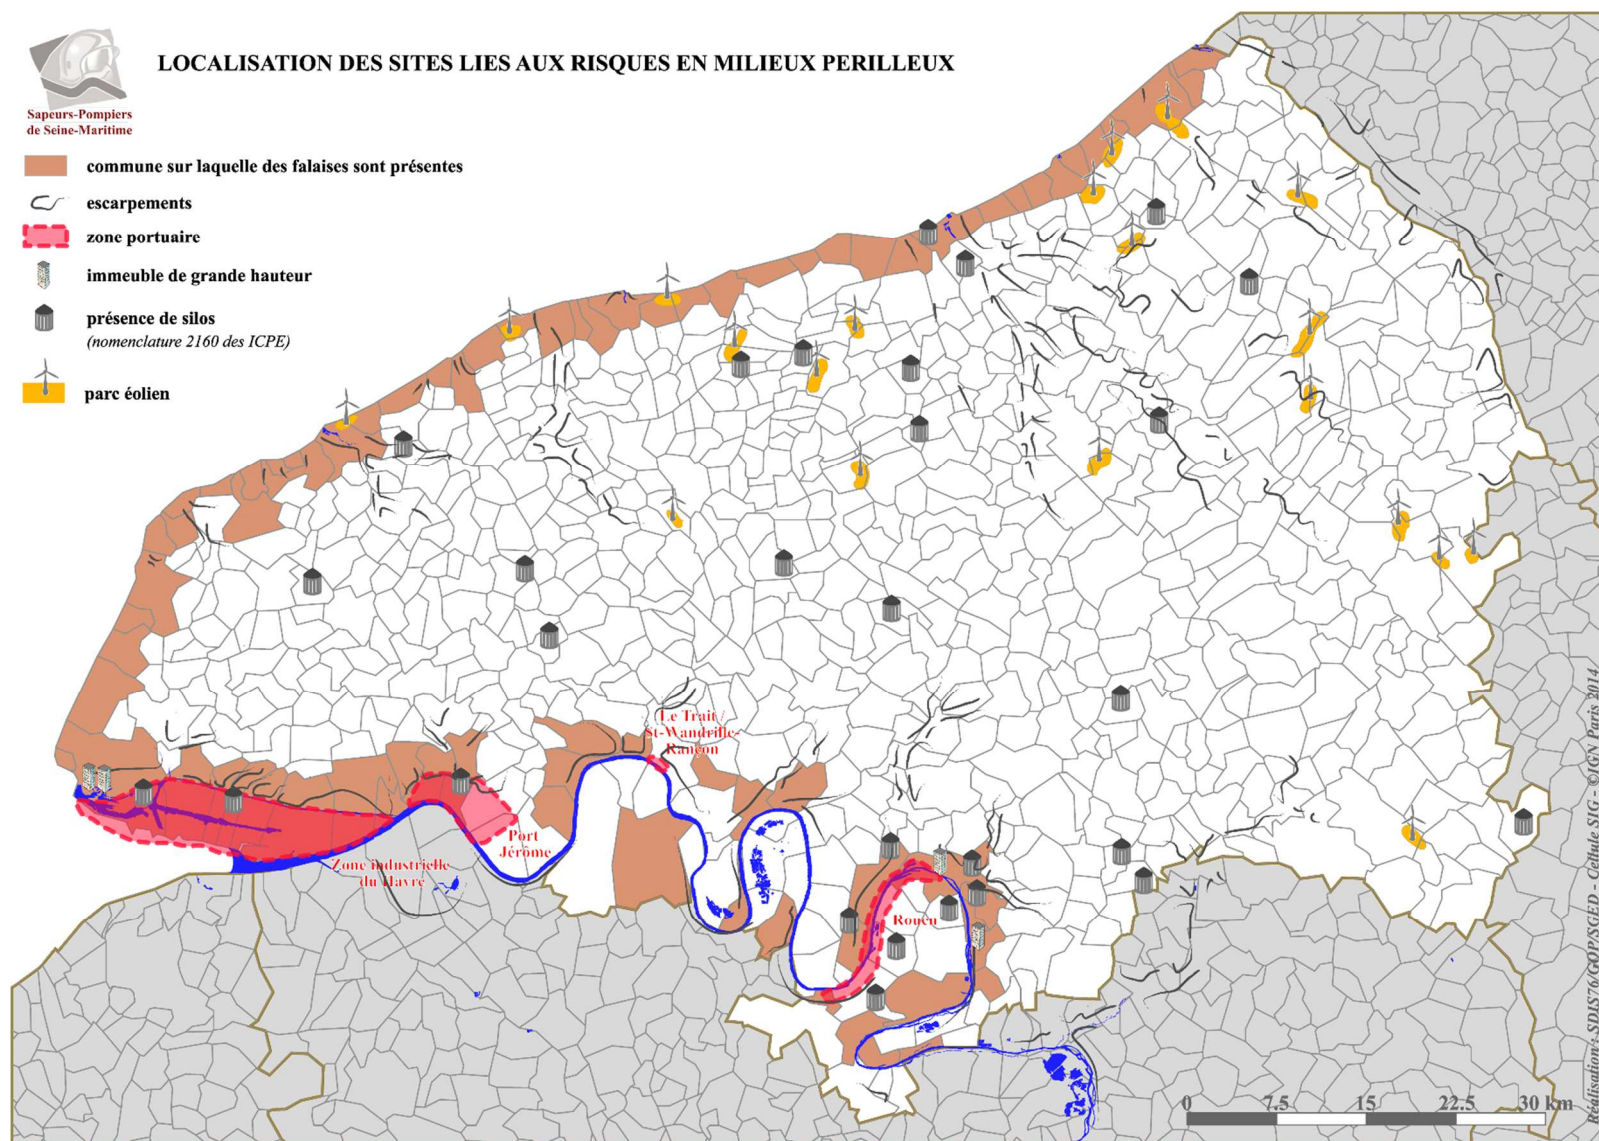 LOCALISATION DES SITES LIES AUX RISQUES EN MILIEUX PERILLEUX
Sapeurs-Pompiers
de Seine-Maritime
commune sur laquelle des falaises sont présentes
escarpements
zone portuaire
immeuble de grande hauteur
présence de silos
(nomenclature 2160 des ICPE)
parc éolien
Le Trait /
St-Wandrille-
Rançon
Port
Jérôme
Zone industrielle
du Havre
Rouen
0 7.5 15 22.5 30 km
Réalisation : SDIS76/GOP/SGED - Cellule SIG - ©IGN Paris 2014